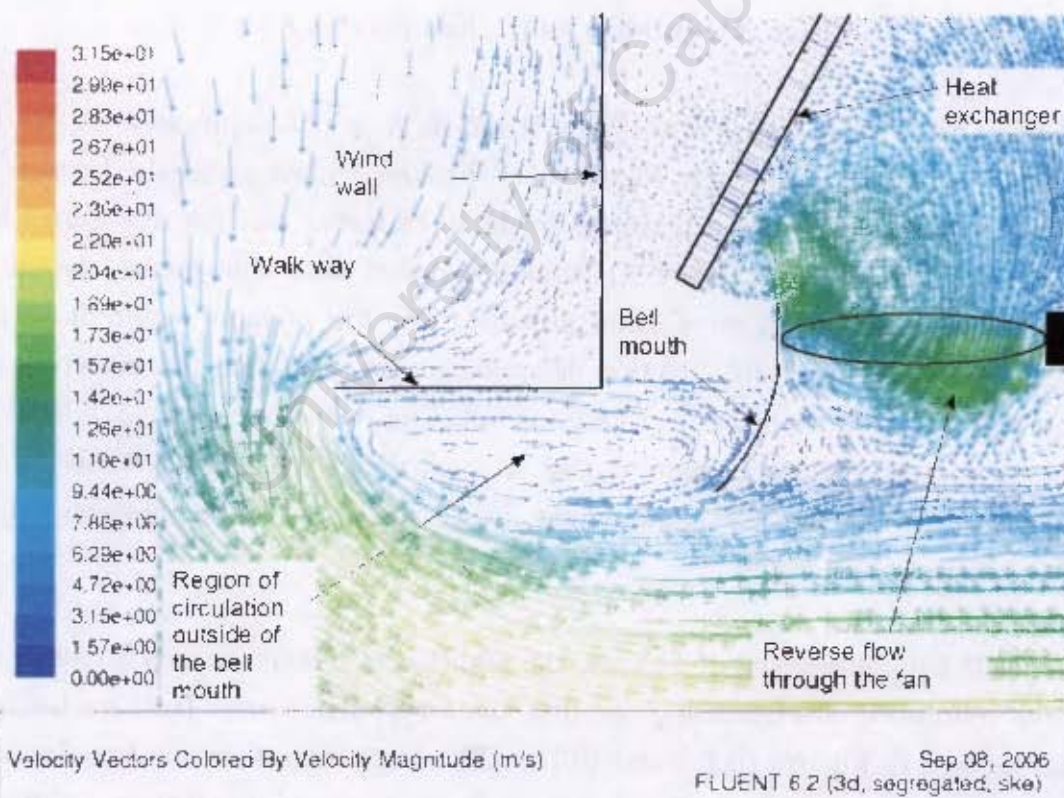 3.15e+01
2.99e+01
2.83e+01
2.67e+01
2.52e+01
2.36e+01
2.20e+01
2.04e+01
1.89e+01
1.73e+01
1.57e+01
1.42e+01
1.26e+01
1.10e+01
9.44e+00
7.86e+00
6.29e+00
4.72e+00
3.15e+00
1.57e+00
0.00e+00
Wind
wall
Walk way
Heat
exchanger
Bell
mouth
Region of
circulation
outside of
the bell
mouth
Reverse flow
through the fan
University of Cap
Velocity Vectors Colored By Velocity Magnitude (m/s)
Sep 08, 2006
FLUENT 6.2 (3d, segregated, ske)